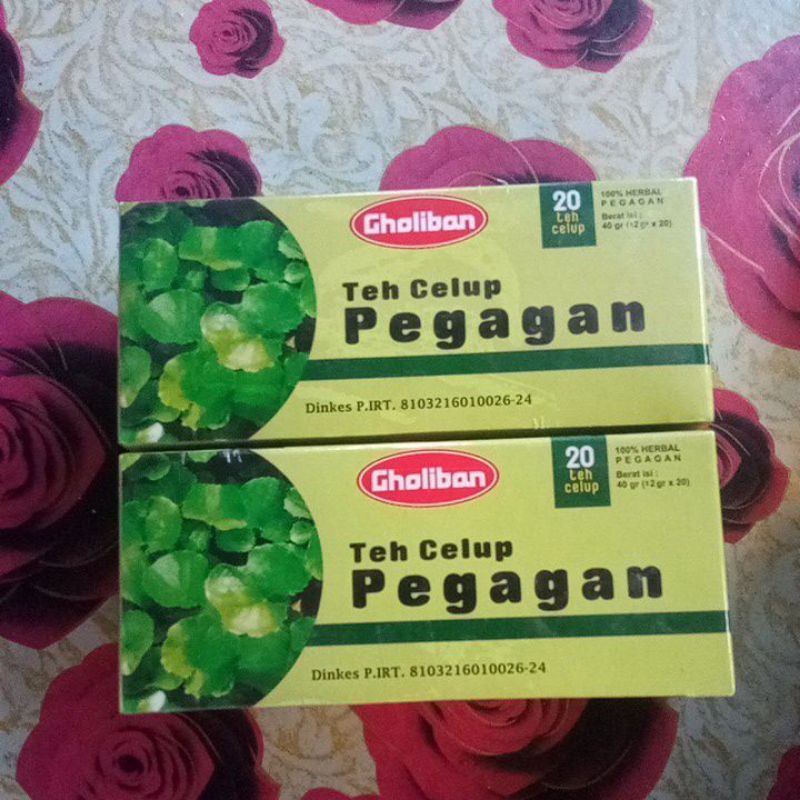 Gholiban
20
teh
celup
100% HERBAL
PEGAGAN
Berat isi :
40 gr (±2 gr x 20)
Teh Celup
Pegagan
Dinkes P.IRT. 8103216010026-24
Gholiban
20
teh
celup
100% HERBAL
PEGAGAN
Berat isi :
40 gr (±2 gr x 20)
Teh Celup
Pegagan
Dinkes P.IRT. 8103216010026-24